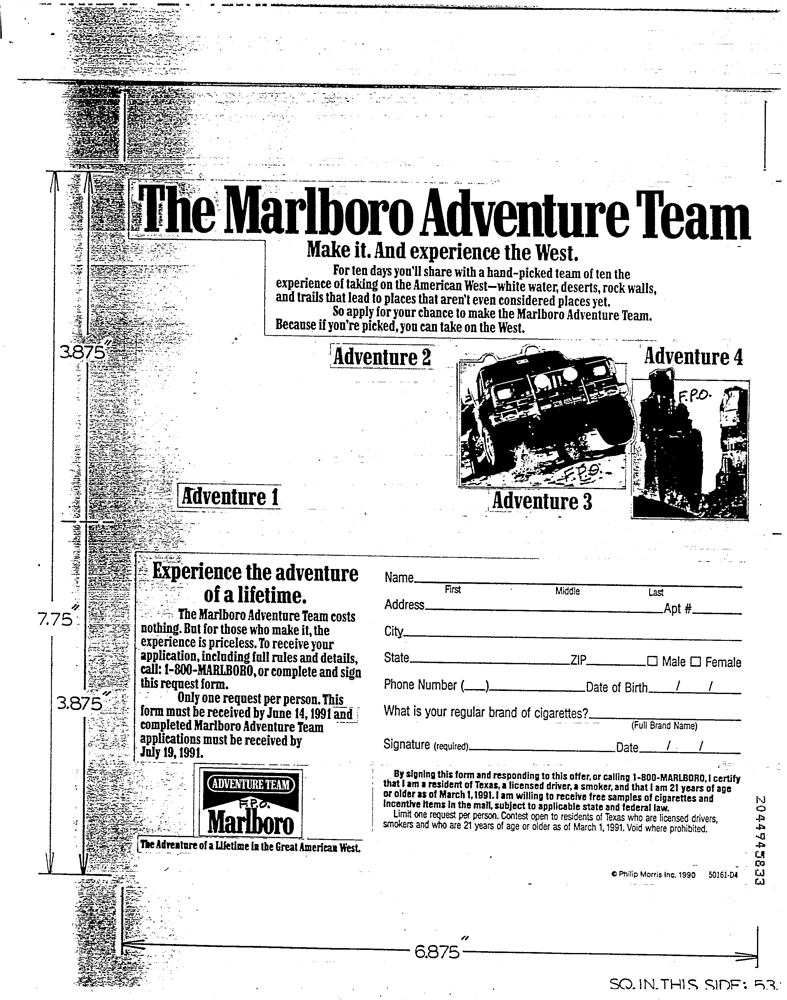 The Marlboro Adventure Team
Make it. And experience the West.
For ten days you'll share with a hand-picked team of ten the
experience of taking on the American West—white water, deserts, rock walls,
and trails that lead to places that aren't even considered places yet.
So apply for your chance to make the Marlboro Adventure Team.
Because if you're picked, you can take on the West.
3.875"
Adventure 2
Adventure 4
F.P.O.
F.P.O.
Adventure 1
Adventure 3
Experience the adventure
of a lifetime.
The Marlboro Adventure Team costs
nothing. But for those who make it, the
experience is priceless. To receive your
application, including full rules and details,
call: 1-800-MARLBORO, or complete and sign
this request form.
Only one request per person. This
form must be received by June 14, 1991 and
completed Marlboro Adventure Team
applications must be received by
July 19, 1991.
7.75"
3.875"
Name
First Middle Last
Address Apt #
City
State ZIP □ Male □ Female
Phone Number (__) Date of Birth / /
What is your regular brand of cigarettes?
(Full Brand Name)
Signature (required) Date / /
ADVENTURE TEAM
F.P.O.
Marlboro
The Adventure of a Lifetime in the Great American West.
By signing this form and responding to this offer, or calling 1-800-MARLBORO, I certify
that I am a resident of Texas, a licensed driver, a smoker, and that I am 21 years of age
or older as of March 1, 1991. I am willing to receive free samples of cigarettes and
incentive items in the mail, subject to applicable state and federal law.
Limit one request per person. Contest open to residents of Texas who are licensed drivers,
smokers and who are 21 years of age or older as of March 1, 1991. Void where prohibited.
© Philip Morris Inc. 1990 50161-D4
2044945833
6.875"
SQ. IN. THIS SIDE: 53.